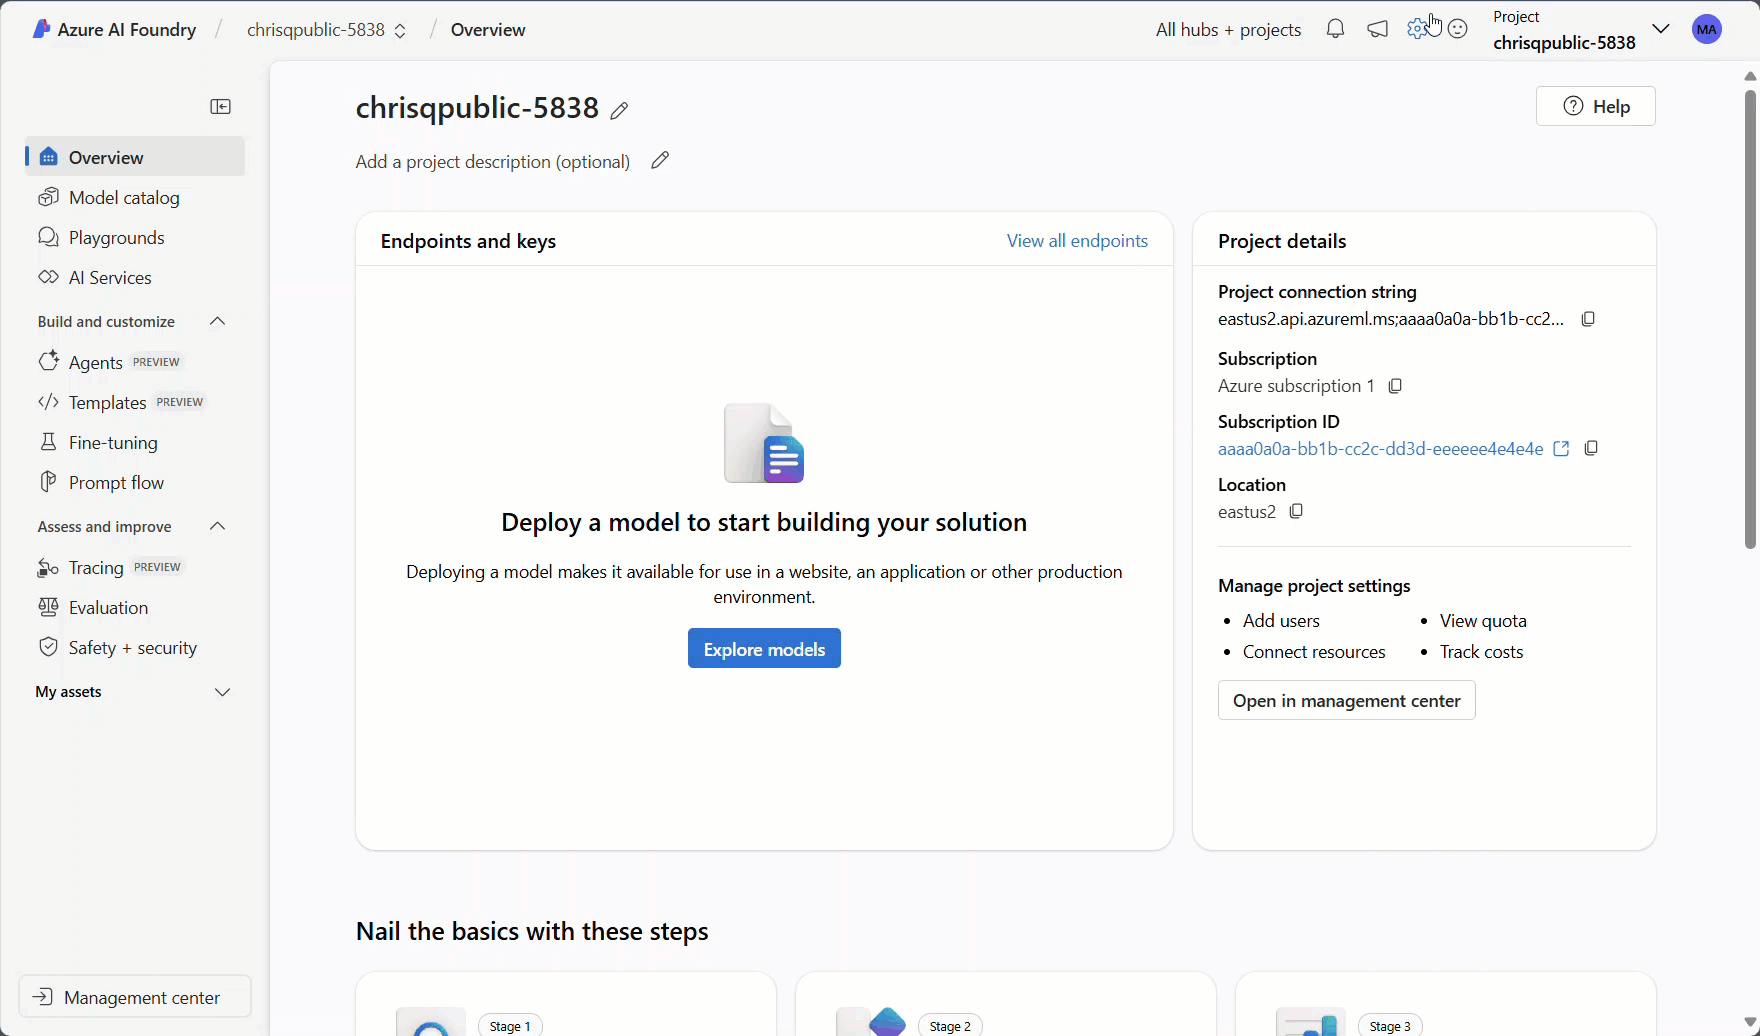 Azure AI Foundry / chrisqpublic-5838 / Overview
All hubs + projects
Project
chrisqpublic-5838
MA
Overview
Model catalog
Playgrounds
AI Services
Build and customize
Agents PREVIEW
Templates PREVIEW
Fine-tuning
Prompt flow
Assess and improve
Tracing PREVIEW
Evaluation
Safety + security
My assets
Management center
chrisqpublic-5838
Help
Add a project description (optional)
Endpoints and keys
View all endpoints
Deploy a model to start building your solution
Deploying a model makes it available for use in a website, an application or other production
environment.
Explore models
Project details
Project connection string
eastus2.api.azureml.ms;aaaa0a0a-bb1b-cc2...
Subscription
Azure subscription 1
Subscription ID
aaaa0a0a-bb1b-cc2c-dd3d-eeeeee4e4e4e
Location
eastus2
Manage project settings
• Add users
• View quota
• Connect resources
• Track costs
Open in management center
Nail the basics with these steps
Stage 1
Stage 2
Stage 3